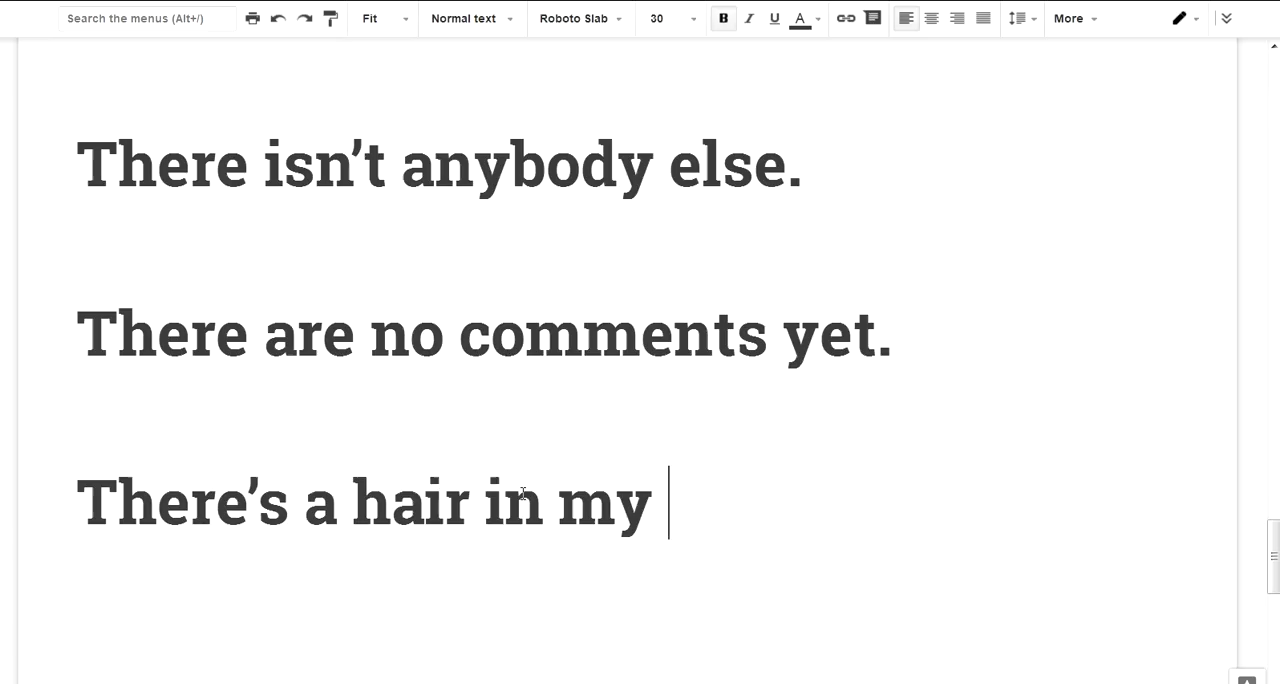 Search the menus (Alt+/) Fit Normal text Roboto Slab 30 B I U A More
There isn’t anybody else.
There are no comments yet.
There’s a hair in my